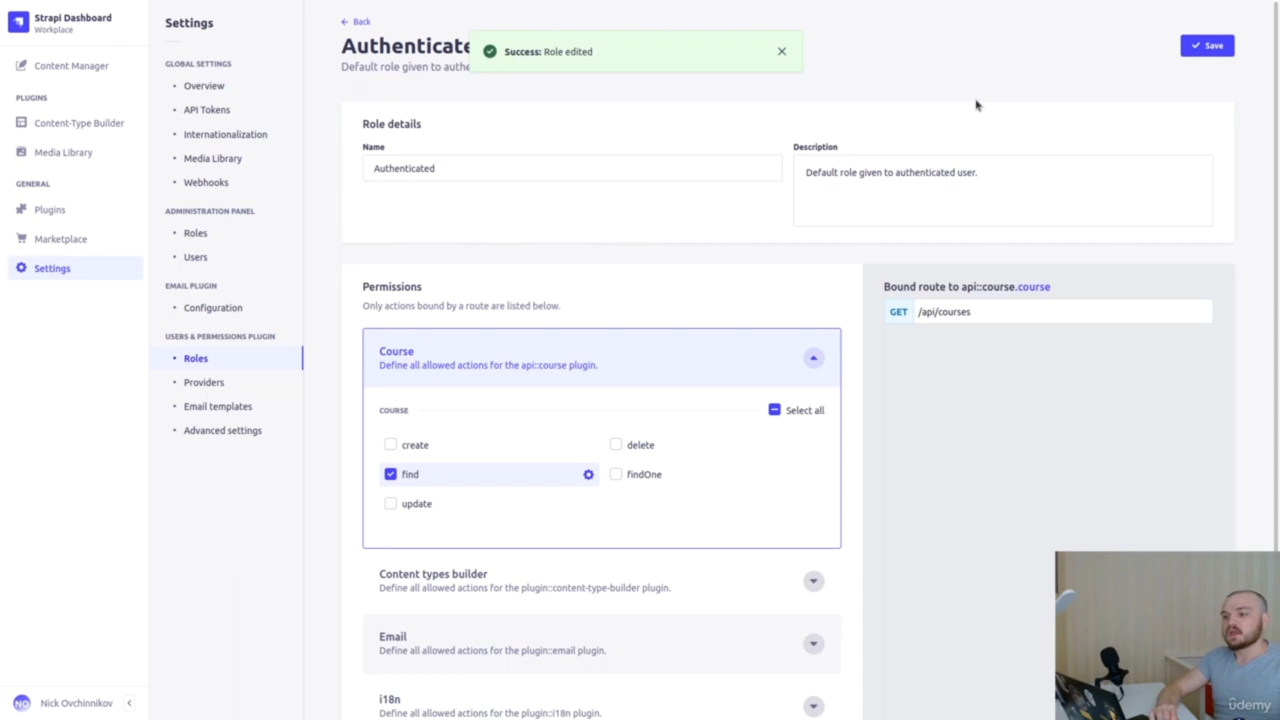 Strapi Dashboard
Workplace
Content Manager
PLUGINS
Content-Type Builder
Media Library
GENERAL
Plugins
Marketplace
Settings
NO Nick Ovchinnikov
Settings
GLOBAL SETTINGS
Overview
API Tokens
Internationalization
Media Library
Webhooks
ADMINISTRATION PANEL
Roles
Users
EMAIL PLUGIN
Configuration
USERS & PERMISSIONS PLUGIN
Roles
Providers
Email templates
Advanced settings
Back
Authenticate
Default role given to authe
Success: Role edited
Save
Role details
Name
Authenticated
Description
Default role given to authenticated user.
Permissions
Only actions bound by a route are listed below.
Course
Define all allowed actions for the api::course plugin.
COURSE
Select all
create
delete
find
findOne
update
Content types builder
Define all allowed actions for the plugin::content-type-builder plugin.
Email
Define all allowed actions for the plugin::email plugin.
i18n
Define all allowed actions for the plugin::i18n plugin.
Bound route to api::course.course
GET /api/courses
ûdemy